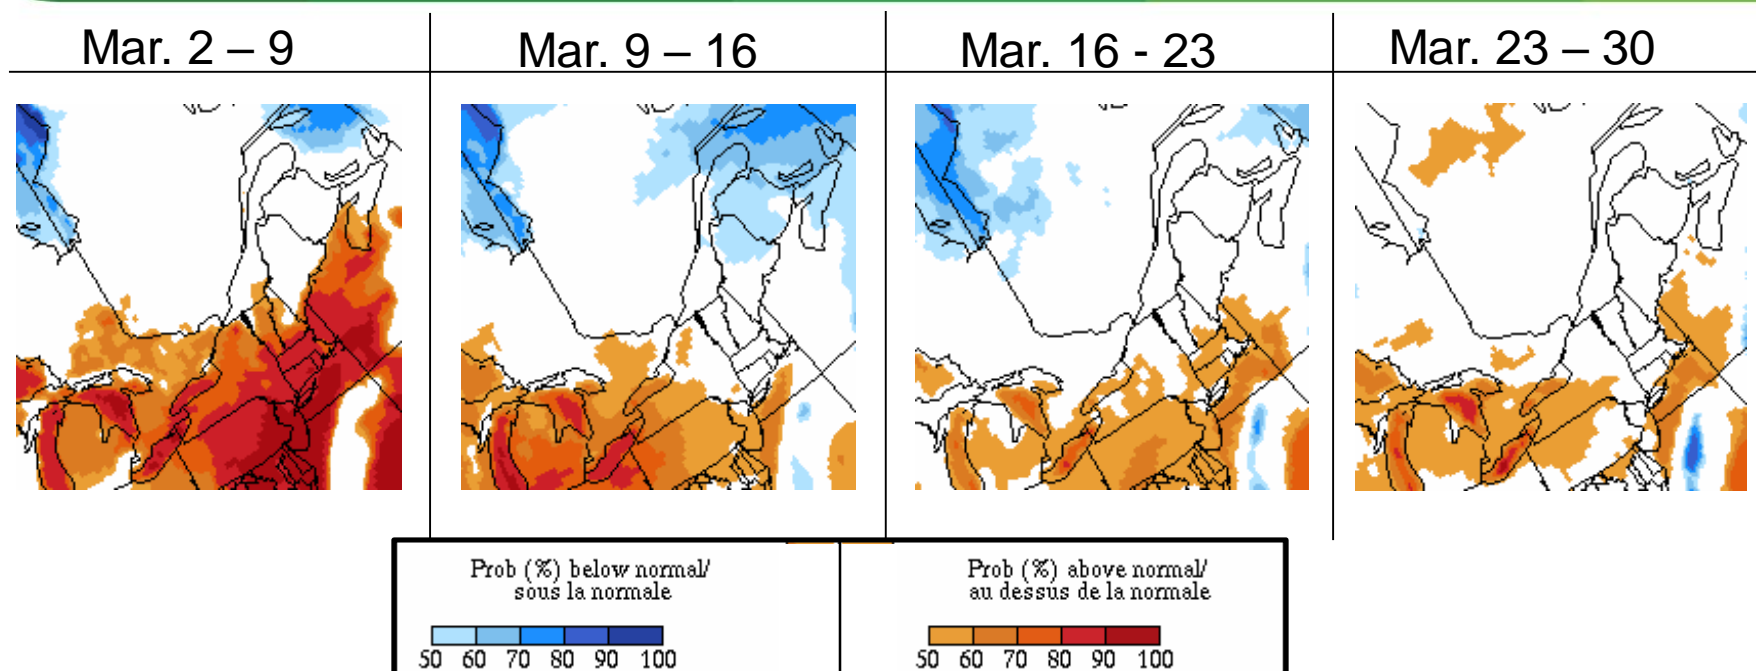 Mar. 2 – 9
Mar. 9 – 16
Mar. 16 - 23
Mar. 23 – 30
Prob (%) below normal/
sous la normale
50 60 70 80 90 100
Prob (%) above normal/
au dessus de la normale
50 60 70 80 90 100